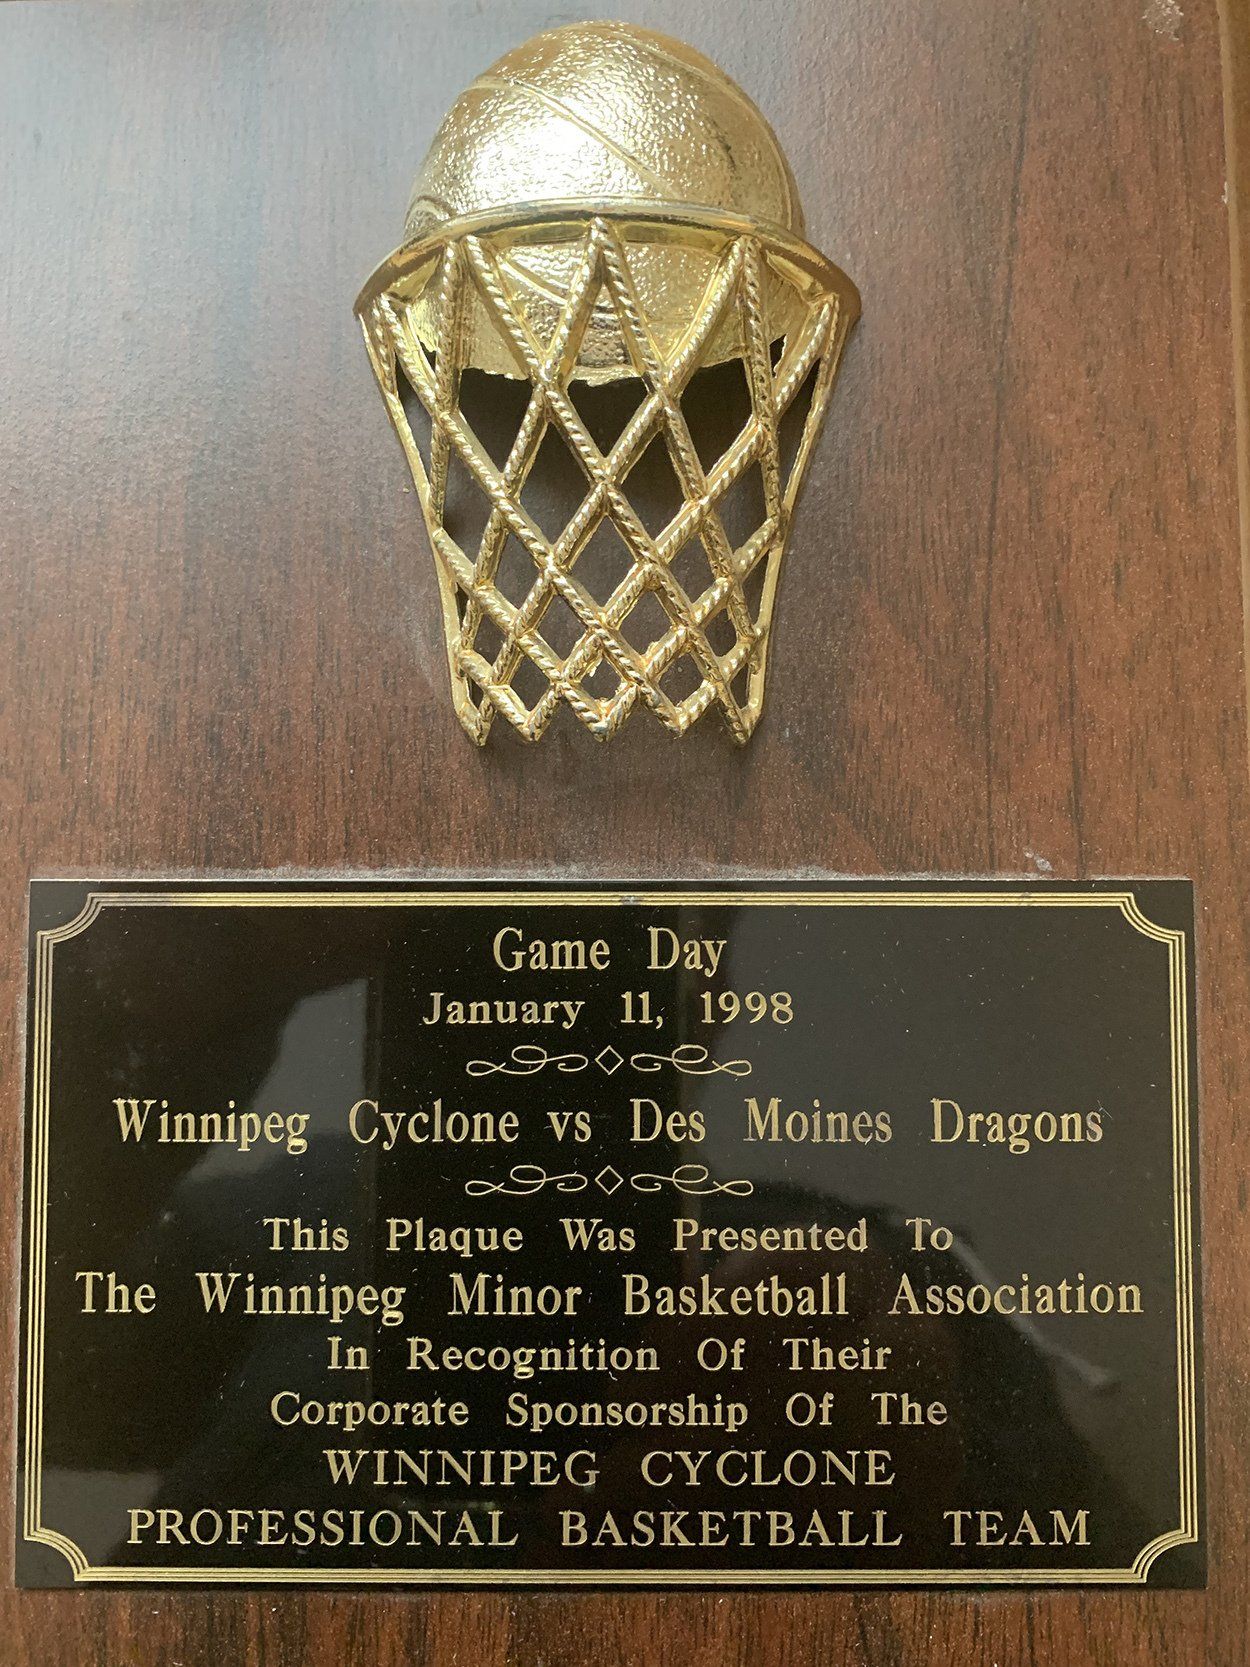 Game Day
January 11, 1998
Winnipeg Cyclone vs Des Moines Dragons
This Plaque Was Presented To
The Winnipeg Minor Basketball Association
In Recognition Of Their
Corporate Sponsorship Of The
WINNIPEG CYCLONE
PROFESSIONAL BASKETBALL TEAM